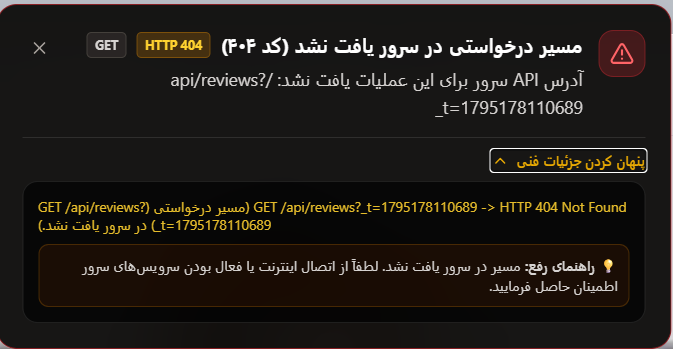 مسیر درخواستی در سرور یافت نشد (کد ۴۰۴) HTTP 404 GET
آدرس API سرور برای این عملیات یافت نشد: /api/reviews?
_t=1795178110689
پنهان کردن جزئیات فنی
GET /api/reviews?_t=1795178110689 -> HTTP 404 Not Found (مسیر درخواستی (GET /api/reviews?
_t=1795178110689) در سرور یافت نشد.)
💡 راهنمای رفع: مسیر در سرور یافت نشد. لطفاً از اتصال اینترنت یا فعال بودن سرویس‌های سرور
اطمینان حاصل فرمایید.